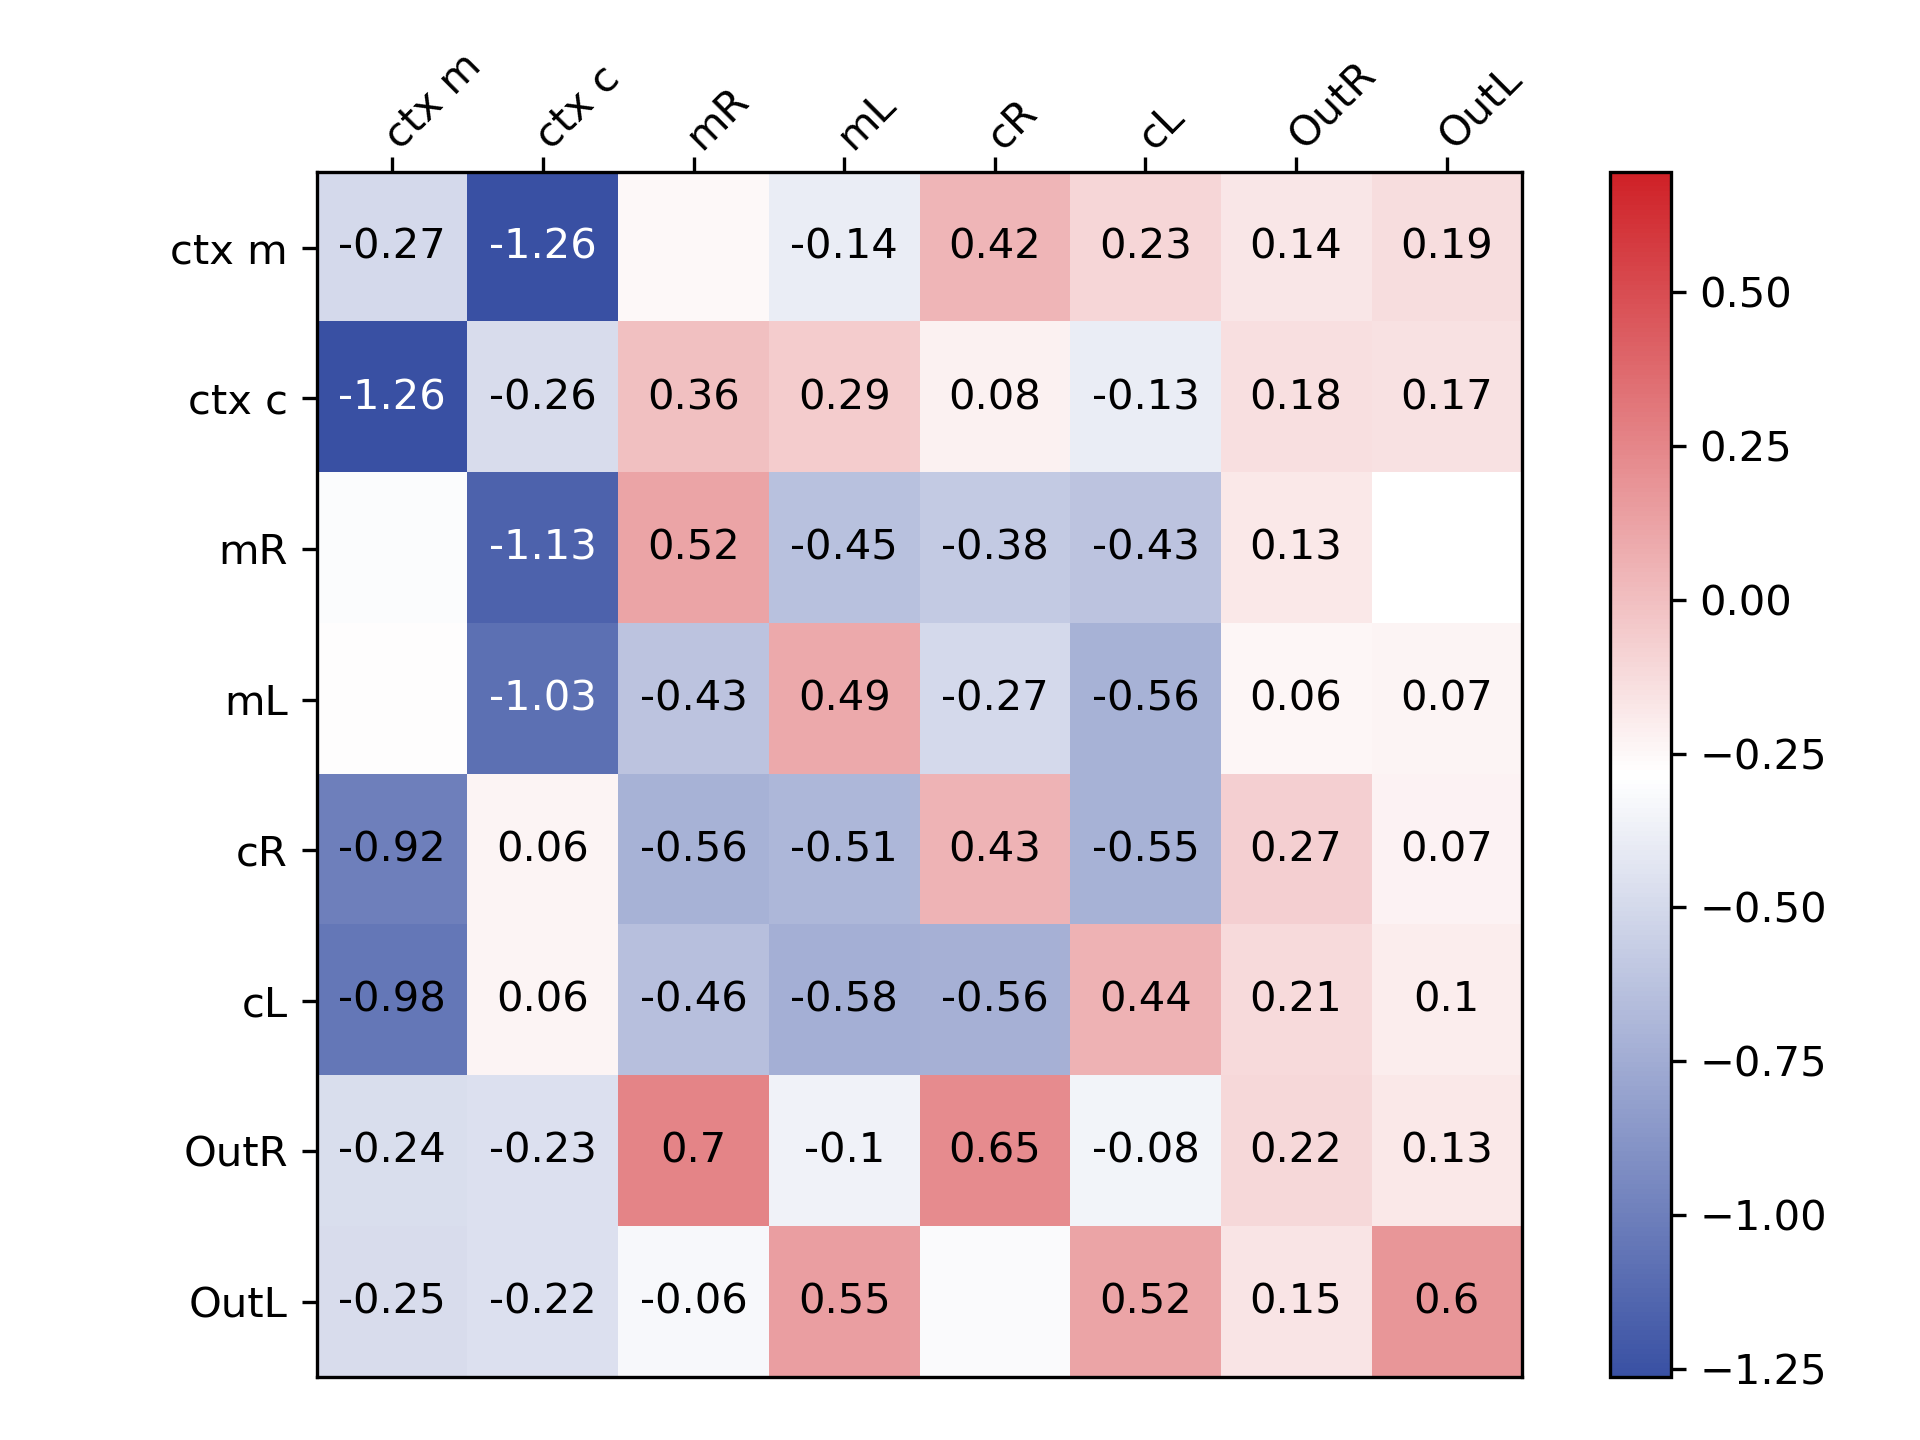 ctx m ctx c mR mL cR cL OutR OutL
ctx m -0.27 -1.26 -0.14 0.42 0.23 0.14 0.19
ctx c -1.26 -0.26 0.36 0.29 0.08 -0.13 0.18 0.17
mR -1.13 0.52 -0.45 -0.38 -0.43 0.13
mL -1.03 -0.43 0.49 -0.27 -0.56 0.06 0.07
cR -0.92 0.06 -0.56 -0.51 0.43 -0.55 0.27 0.07
cL -0.98 0.06 -0.46 -0.58 -0.56 0.44 0.21 0.1
OutR -0.24 -0.23 0.7 -0.1 0.65 -0.08 0.22 0.13
OutL -0.25 -0.22 -0.06 0.55 0.52 0.15 0.6
0.50
0.25
0.00
−0.25
−0.50
−0.75
−1.00
−1.25